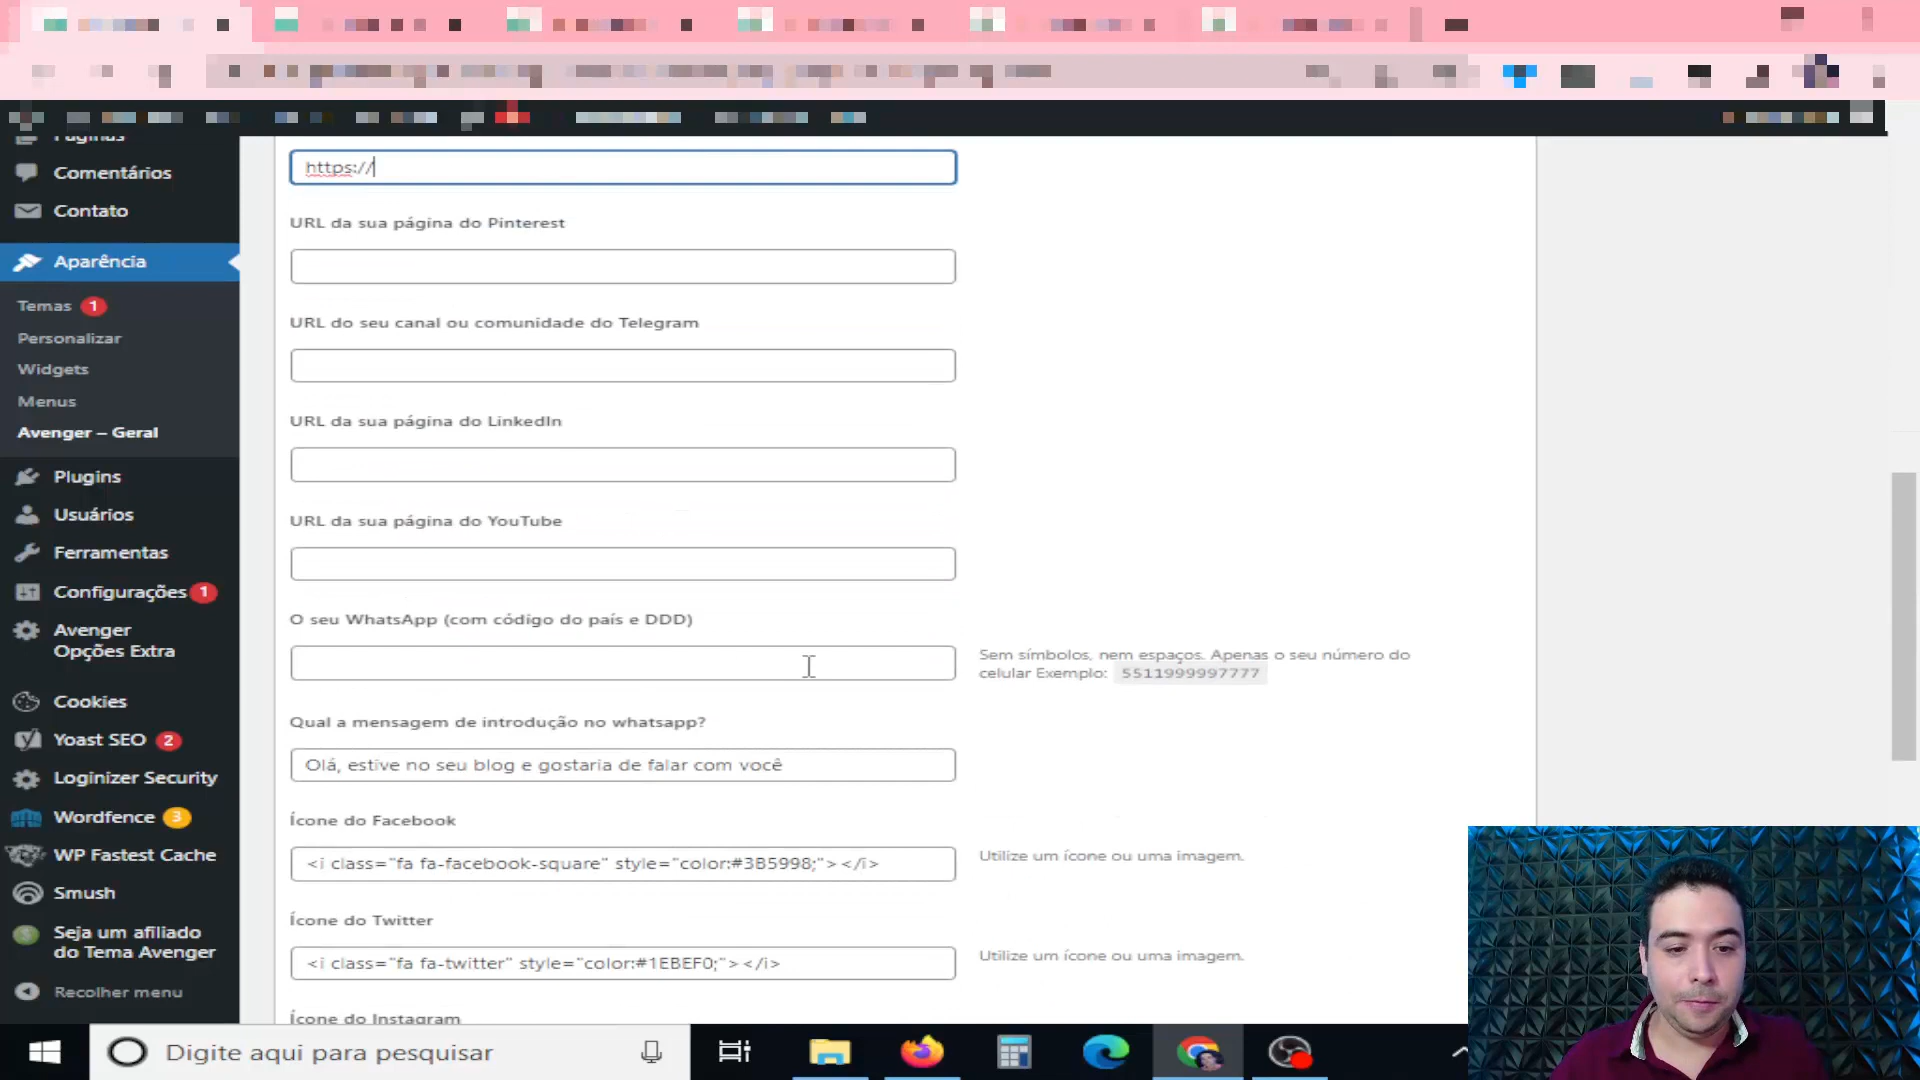 Páginas
Comentários
Contato
Aparência
Temas 1
Personalizar
Widgets
Menus
Avenger – Geral
Plugins
Usuários
Ferramentas
Configurações 1
Avenger
Opções Extra
Cookies
Yoast SEO 2
Loginizer Security
Wordfence 3
WP Fastest Cache
Smush
Seja um afiliado
do Tema Avenger
Recolher menu
https://
URL da sua página do Pinterest
URL do seu canal ou comunidade do Telegram
URL da sua página do LinkedIn
URL da sua página do YouTube
O seu WhatsApp (com código do país e DDD)
Sem símbolos, nem espaços. Apenas o seu número do
celular Exemplo: 5511999997777
Qual a mensagem de introdução no whatsapp?
Olá, estive no seu blog e gostaria de falar com você
Ícone do Facebook
<i class="fa fa-facebook-square" style="color:#3B5998;"></i>
Utilize um ícone ou uma imagem.
Ícone do Twitter
<i class="fa fa-twitter" style="color:#1EBEF0;"></i>
Utilize um ícone ou uma imagem.
Ícone do Instagram
Digite aqui para pesquisar